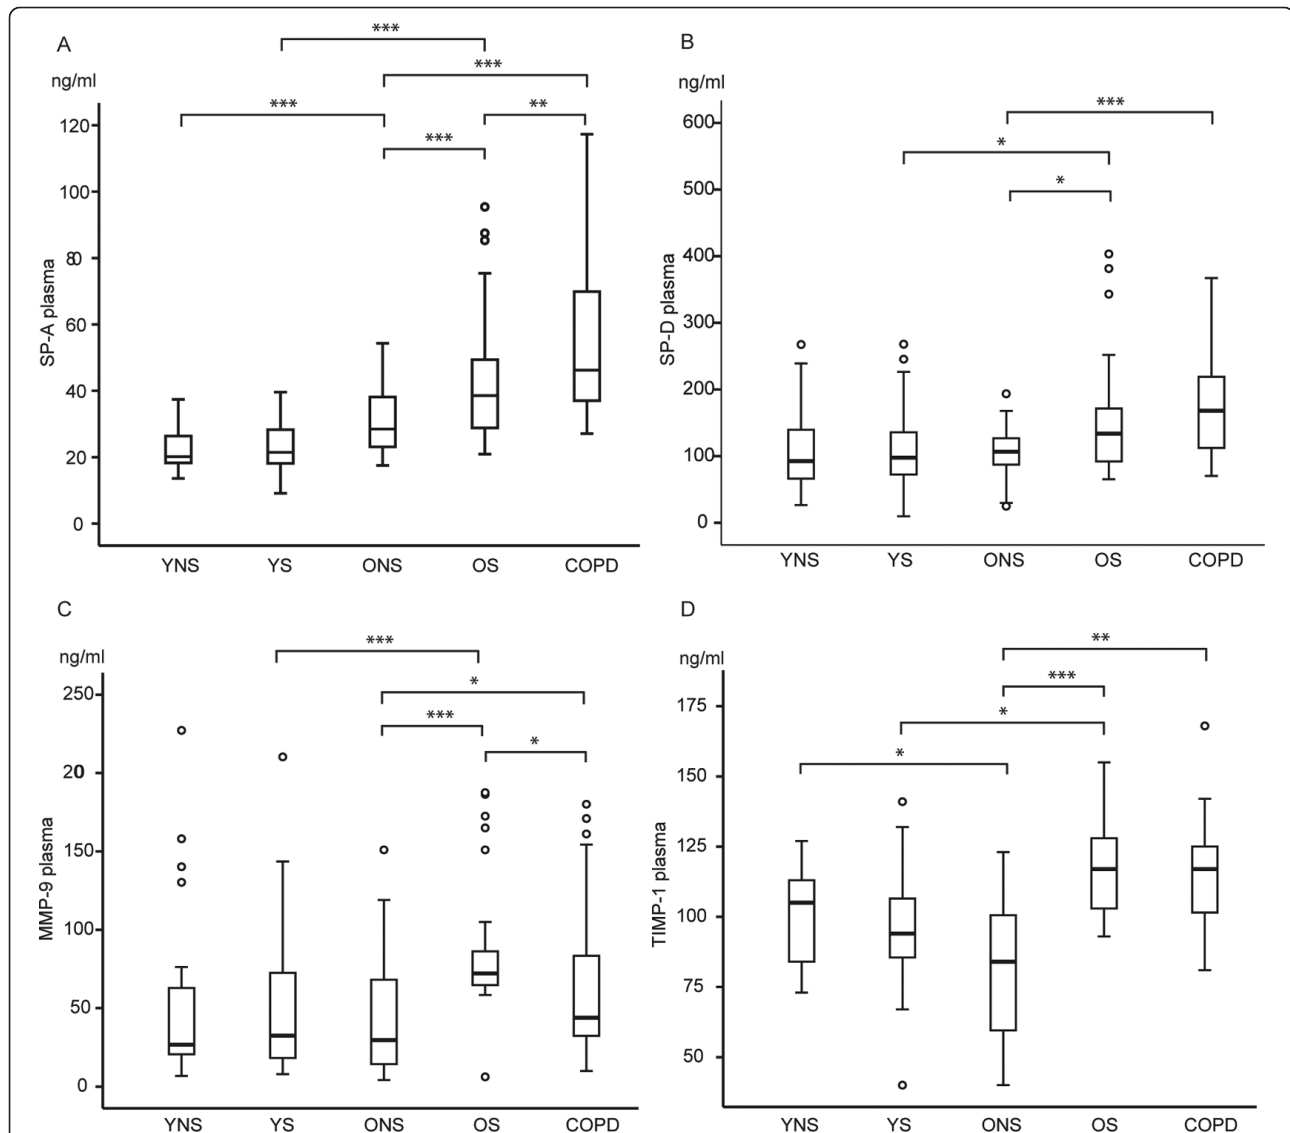 A
ng/ml
***
***
***
**
***
120
100
80
60
40
20
0
SP-A plasma
YNS YS ONS OS COPD
B
ng/ml
***
*
*
600
500
400
300
200
100
0
SP-D plasma
YNS YS ONS OS COPD
C
ng/ml
***
*
***
*
250
20
150
100
50
0
MMP-9 plasma
YNS YS ONS OS COPD
D
ng/ml
**
***
*
*
175
150
125
100
75
50
TIMP-1 plasma
YNS YS ONS OS COPD